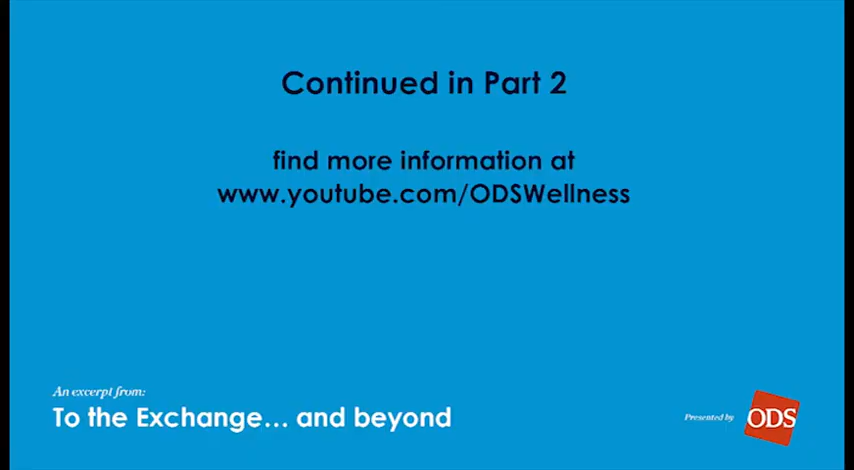 Continued in Part 2
find more information at
www.youtube.com/ODSWellness
An excerpt from:
To the Exchange... and beyond
Presented by
ODS